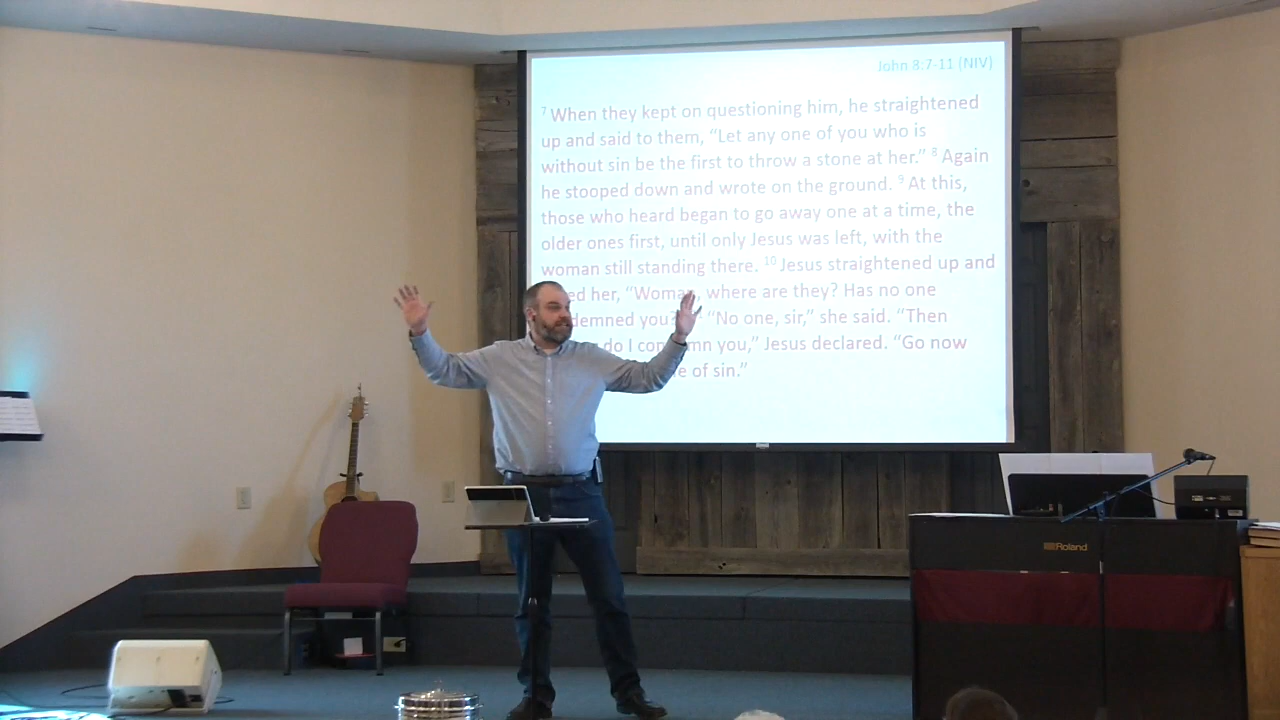 John 8:7-11 (NIV)
7 When they kept on questioning him, he straightened
up and said to them, “Let any one of you who is
without sin be the first to throw a stone at her.” 8 Again
he stooped down and wrote on the ground. 9 At this,
those who heard began to go away one at a time, the
older ones first, until only Jesus was left, with the
woman still standing there. 10 Jesus straightened up and
ed her, “Woman, where are they? Has no one
demned you? “No one, sir,” she said. “Then
do I condemn you,” Jesus declared. “Go now
e of sin.”
Roland